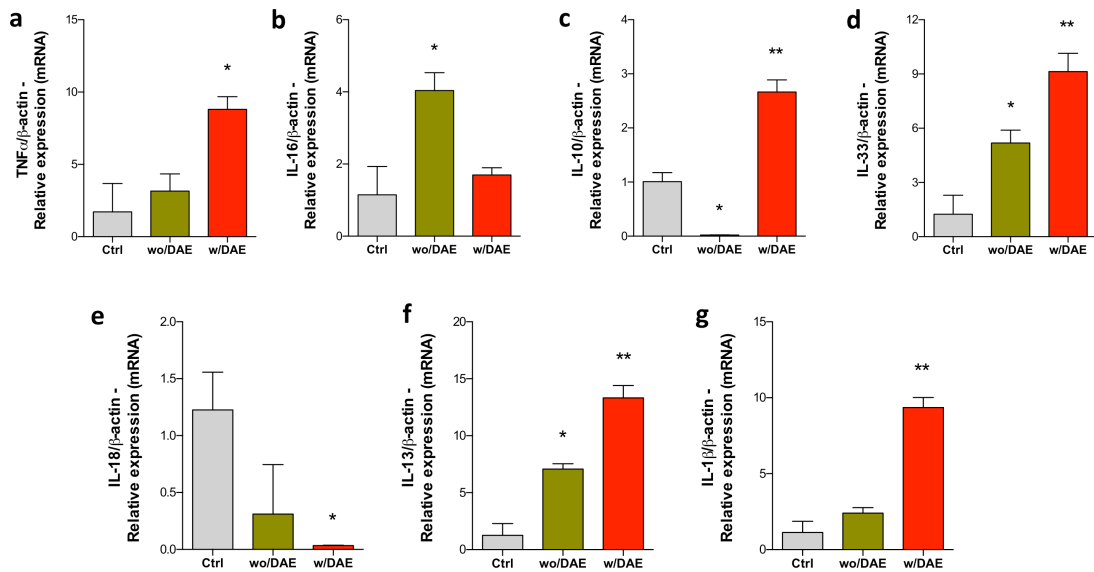 a
TNFα/β-actin -
Relative expression (mRNA)
15
10
5
0
*
Ctrl
wo/DAE
w/DAE
b
IL-16/β-actin -
Relative expression (mRNA)
6
4
2
0
*
Ctrl
wo/DAE
w/DAE
c
IL-10/β-actin -
Relative expression (mRNA)
4
3
2
1
0
*
**
Ctrl
wo/DAE
w/DAE
d
IL-33/β-actin -
Relative expression (mRNA)
9
6
3
0
*
**
Ctrl
wo/DAE
w/DAE
e
IL-18/β-actin -
Relative expression (mRNA)
2.0
1.5
1.0
0.5
0.0
*
Ctrl
wo/DAE
w/DAE
f
IL-13/β-actin -
Relative expression (mRNA)
20
15
10
5
0
*
**
Ctrl
wo/DAE
w/DAE
g
IL-1β/β-actin -
Relative expression (mRNA)
15
10
5
0
**
Ctrl
wo/DAE
w/DAE